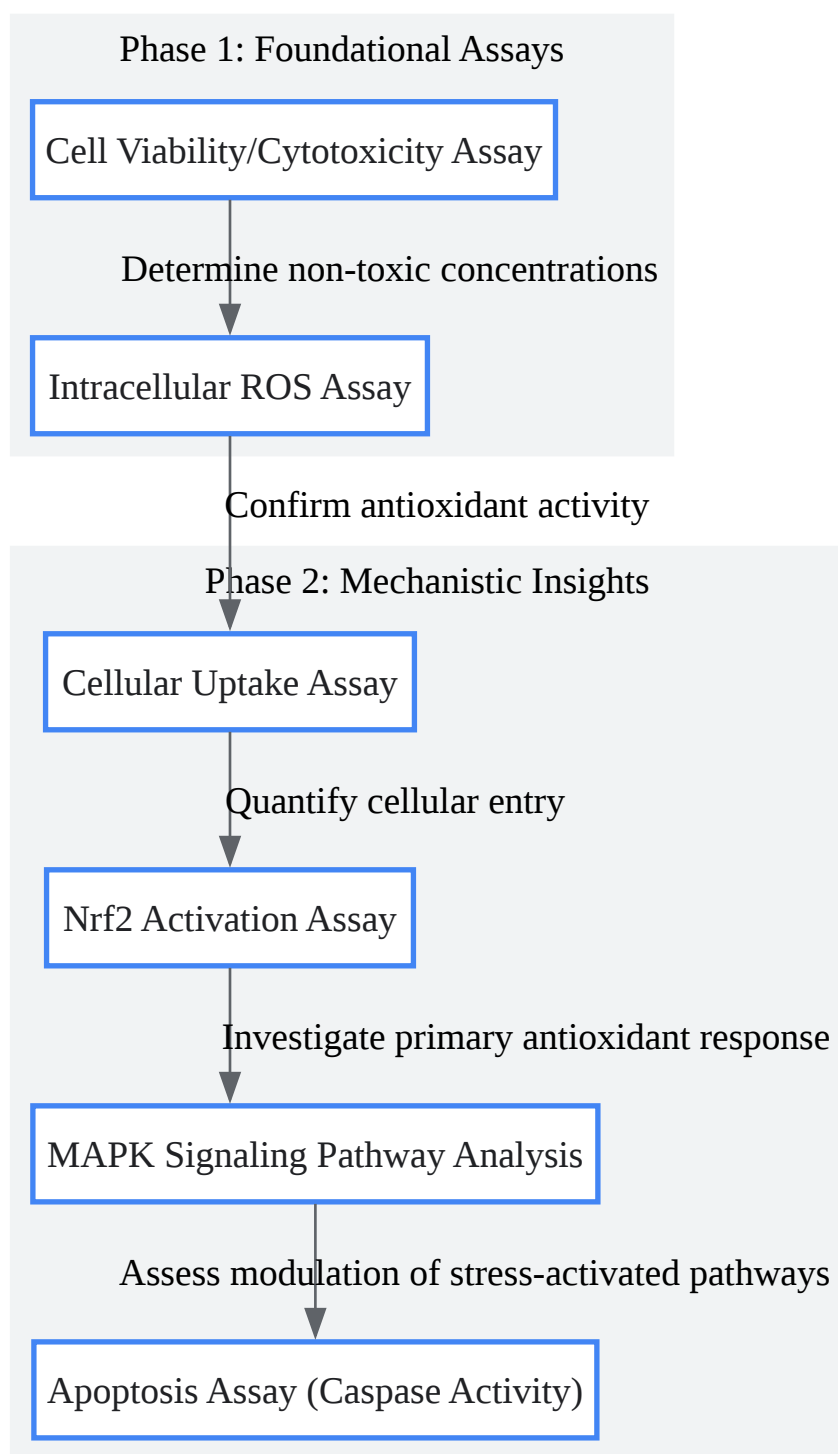 Phase 1: Foundational Assays
Cell Viability/Cytotoxicity Assay
Determine non-toxic concentrations
Intracellular ROS Assay
Confirm antioxidant activity
Phase 2: Mechanistic Insights
Cellular Uptake Assay
Quantify cellular entry
Nrf2 Activation Assay
Investigate primary antioxidant response
MAPK Signaling Pathway Analysis
Assess modulation of stress-activated pathways
Apoptosis Assay (Caspase Activity)